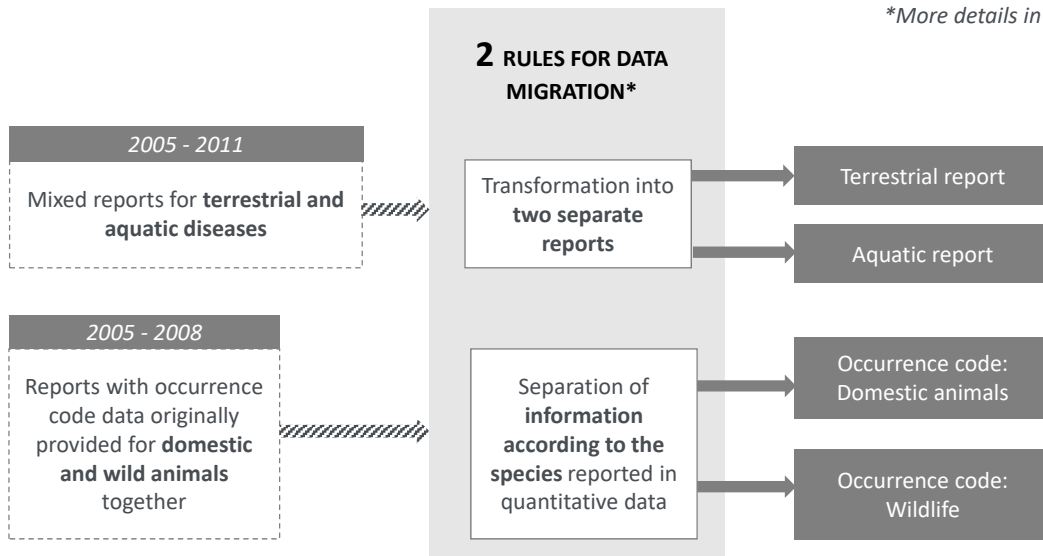 *More details in
2 RULES FOR DATA
MIGRATION*
2005 - 2011
Mixed reports for terrestrial and
aquatic diseases
Transformation into
two separate
reports
Terrestrial report
Aquatic report
2005 - 2008
Reports with occurrence
code data originally
provided for domestic
and wild animals
together
Separation of
information
according to the
species reported in
quantitative data
Occurrence code:
Domestic animals
Occurrence code:
Wildlife